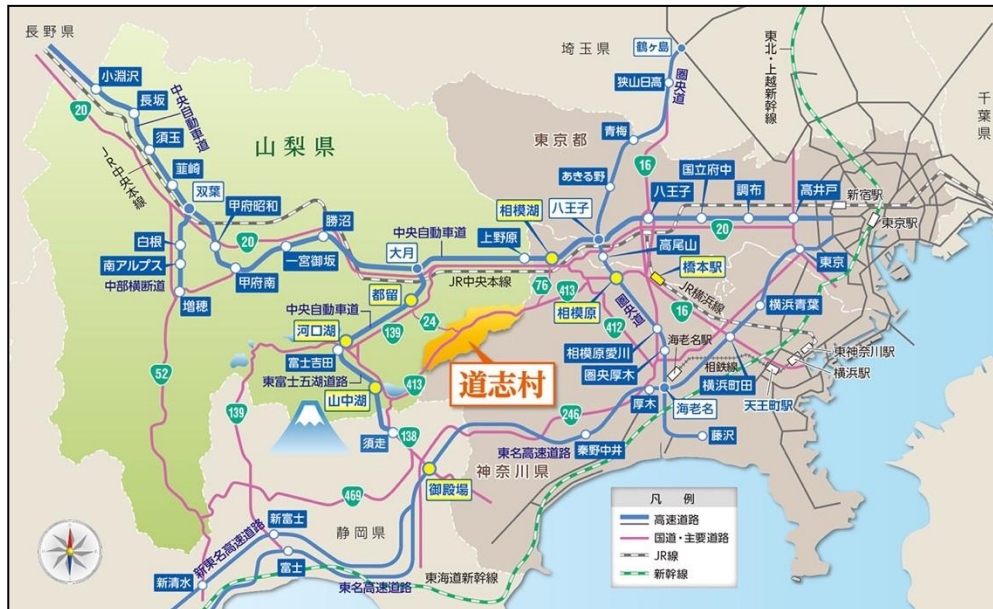 長野県
小淵沢
長坂
中央自動車道
20
須玉
JR中央本線
韮崎
双葉
山梨県
甲府昭和
白根
南アルプス
中部横断道
増穂
甲府南
20
一宮御坂
勝沼
大月
中央自動車道
上野原
相模湖
JR中央本線
都留
中央自動車道
139
24
76
413
河口湖
富士吉田
東富士五湖道路
山中湖
413
道志村
須走
138
52
139
469
御殿場
静岡県
新富士
富士
新清水
新東名高速道路
東名高速道路
東海道新幹線
東名高速道路
神奈川県
246
秦野中井
厚木
海老名
藤沢
埼玉県
鶴ヶ島
圏央道
狭山日高
青梅
東京都
16
あきる野
八王子
八王子
国立府中
調布
高井戸
20
新宿駅
東京駅
東北・上越新幹線
千葉県
高尾山
橋本駅
JR横浜線
相模原
圏央道
412
16
東京
横浜青葉
相模原愛川
海老名駅
圏央厚木
相鉄線
横浜町田
東神奈川駅
横浜駅
天王町駅
凡例
高速道路
国道・主要道路
JR線
新幹線